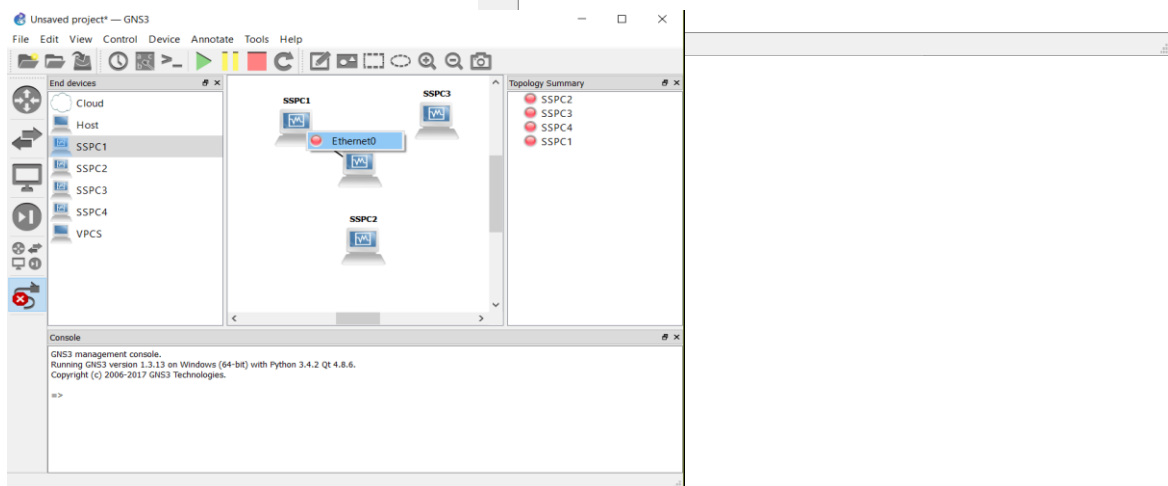 Unsaved project* — GNS3
File Edit View Control Device Annotate Tools Help
End devices
Cloud
Host
SSPC1
SSPC2
SSPC3
SSPC4
VPCS
SSPC1
SSPC3
Ethernet0
SSPC2
Topology Summary
SSPC2
SSPC3
SSPC4
SSPC1
Console
GNS3 management console.
Running GNS3 version 1.3.13 on Windows (64-bit) with Python 3.4.2 Qt 4.8.6.
Copyright (c) 2006-2017 GNS3 Technologies.
=>